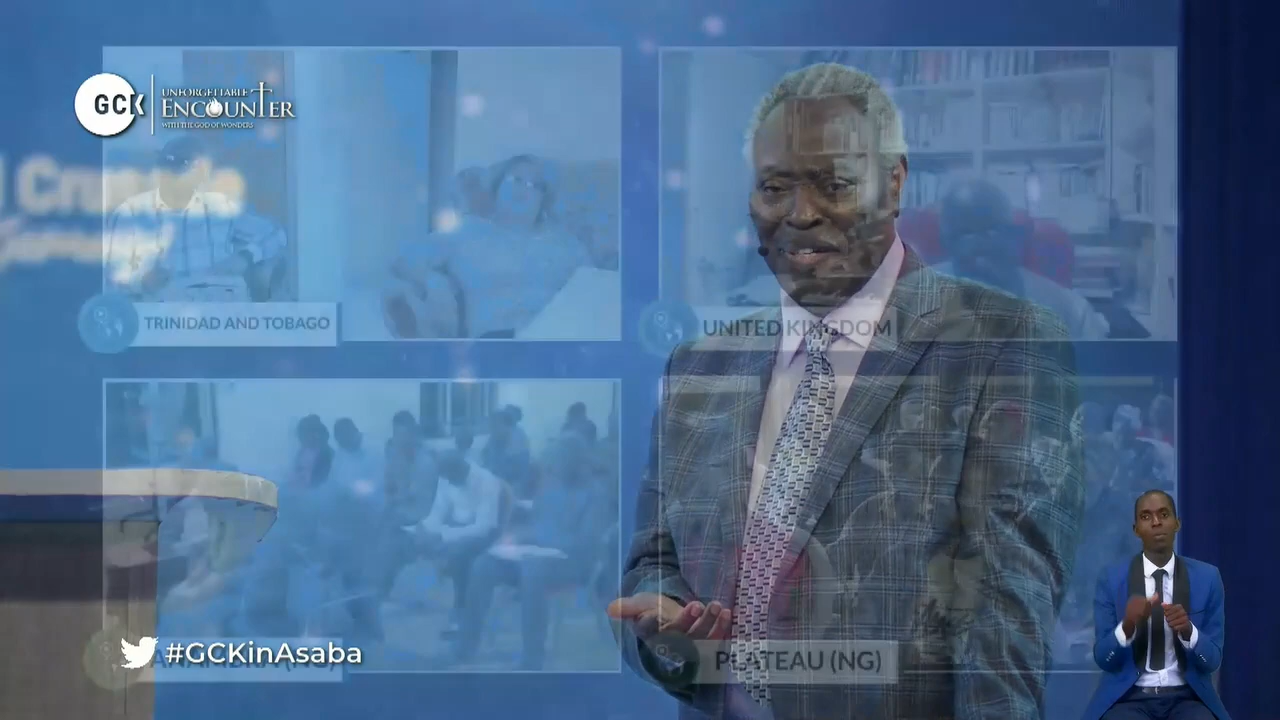 GCK
UNFORGETTABLE
ENCOUNTER
WITH THE GOD OF WONDERS
TRINIDAD AND TOBAGO
UNITED KINGDOM
#GCKinAsaba
PLATEAU (NG)